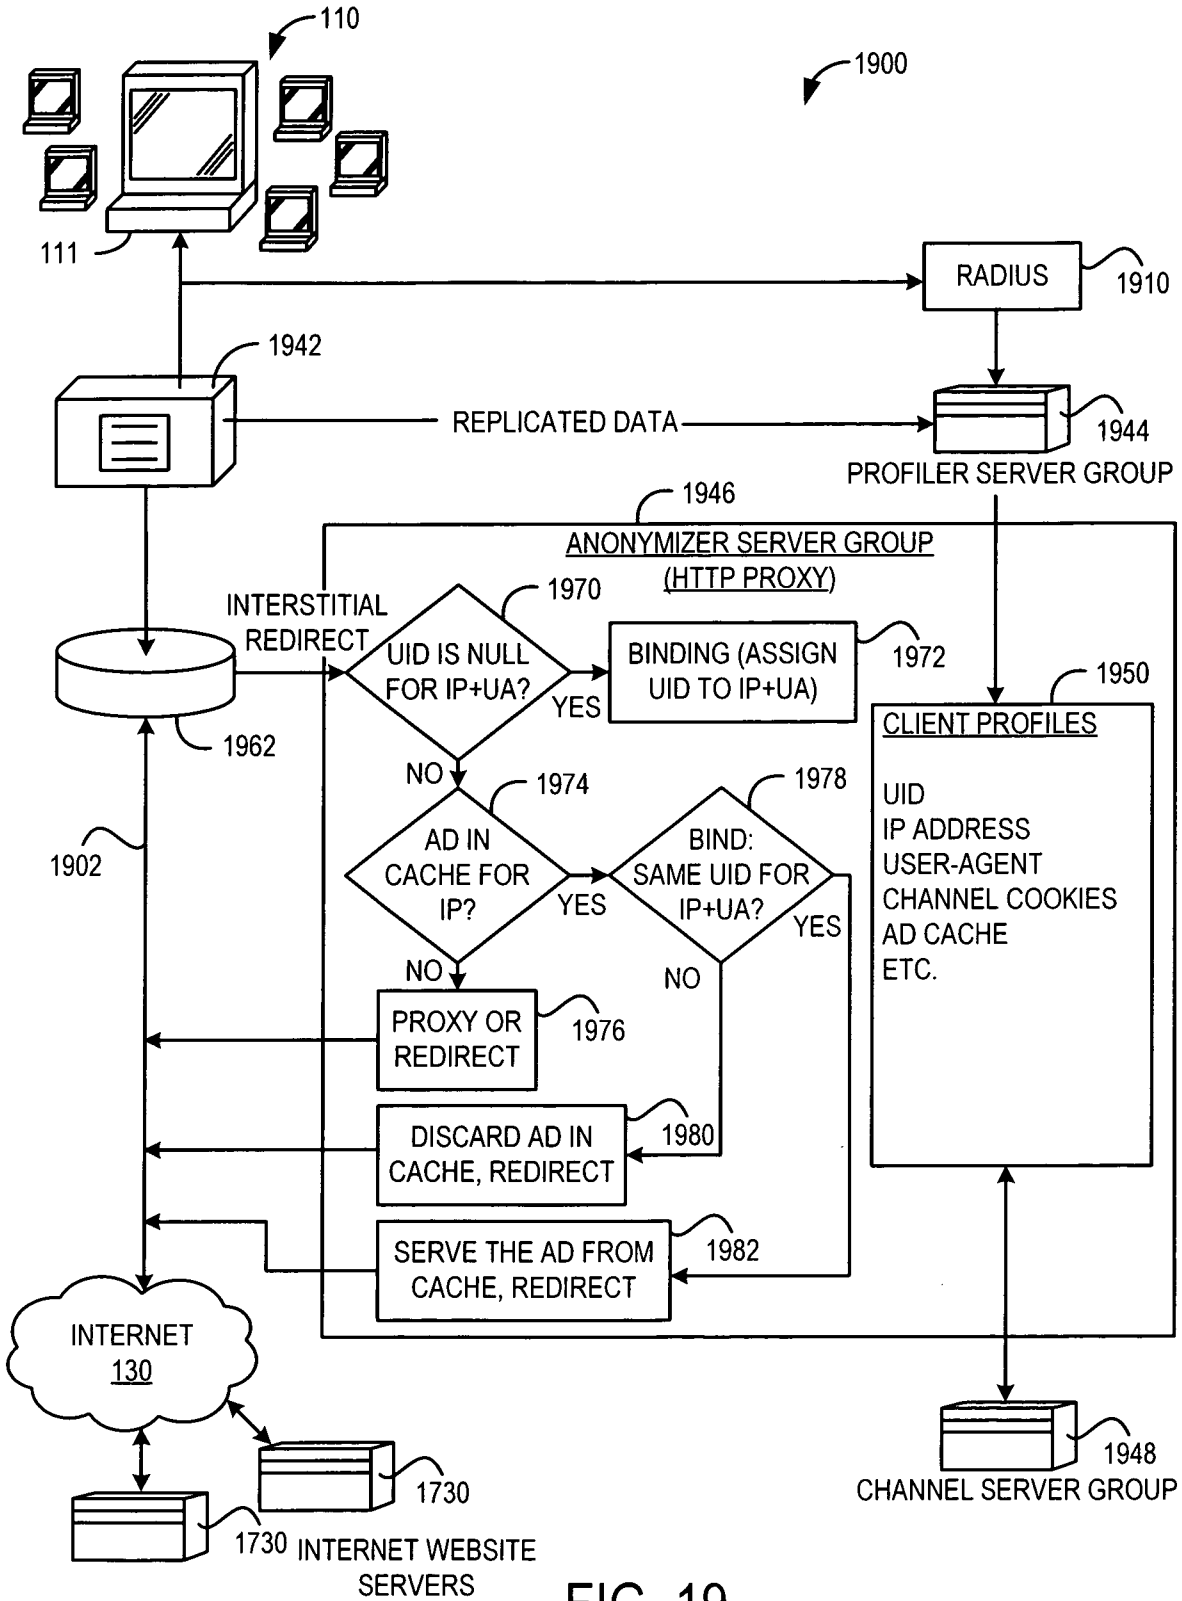 110
1900
111
RADIUS
1910
1942
REPLICATED DATA
1944
PROFILER SERVER GROUP
1946
ANONYMIZER SERVER GROUP
(HTTP PROXY)
INTERSTITIAL
REDIRECT
1970
UID IS NULL
FOR IP+UA?
YES
BINDING (ASSIGN
UID TO IP+UA)
1972
1950
CLIENT PROFILES
UID
IP ADDRESS
USER-AGENT
CHANNEL COOKIES
AD CACHE
ETC.
1962
NO
1974
1978
1902
AD IN
CACHE FOR
IP?
YES
BIND:
SAME UID FOR
IP+UA?
YES
NO
NO
PROXY OR
REDIRECT
1976
DISCARD AD IN
CACHE, REDIRECT
1980
SERVE THE AD FROM
CACHE, REDIRECT
1982
INTERNET
130
1730
1730
INTERNET WEBSITE
SERVERS
1948
CHANNEL SERVER GROUP
FIG. 19